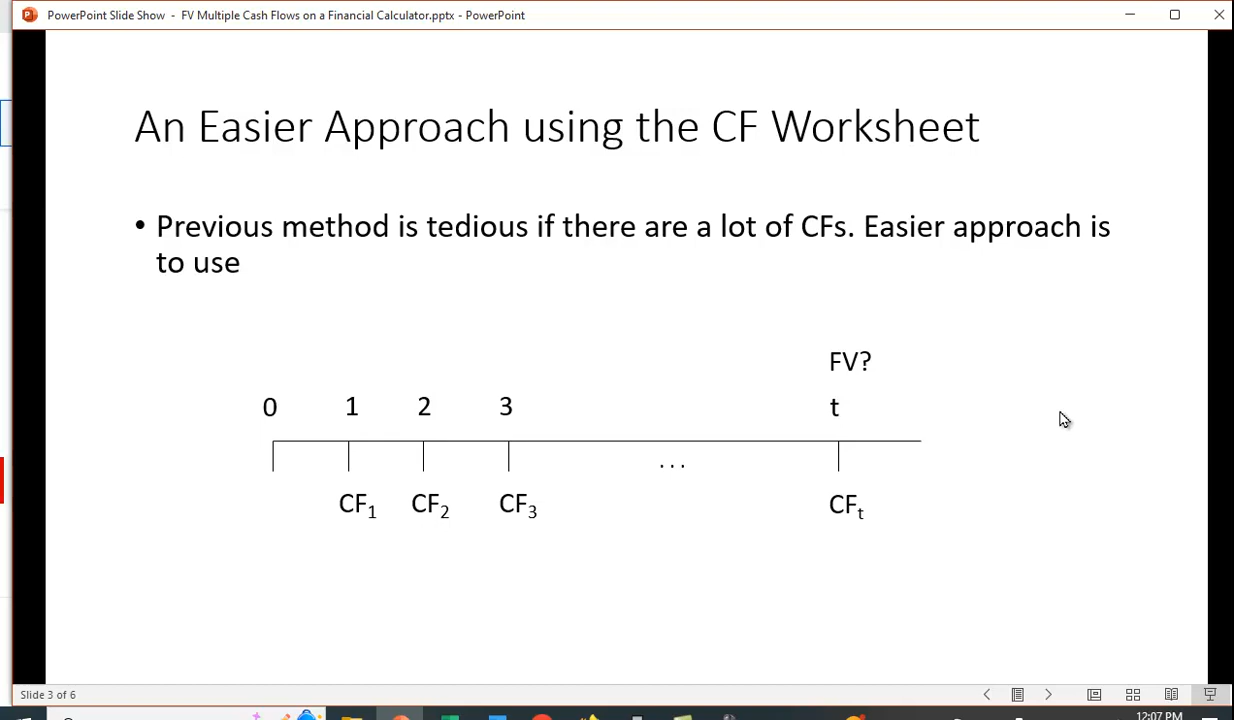 PowerPoint Slide Show - FV Multiple Cash Flows on a Financial Calculator.pptx - PowerPoint
An Easier Approach using the CF Worksheet
• Previous method is tedious if there are a lot of CFs. Easier approach is
to use
FV?
0 1 2 3 t
...
CF1 CF2 CF3 CFt
Slide 3 of 6
12:07 PM